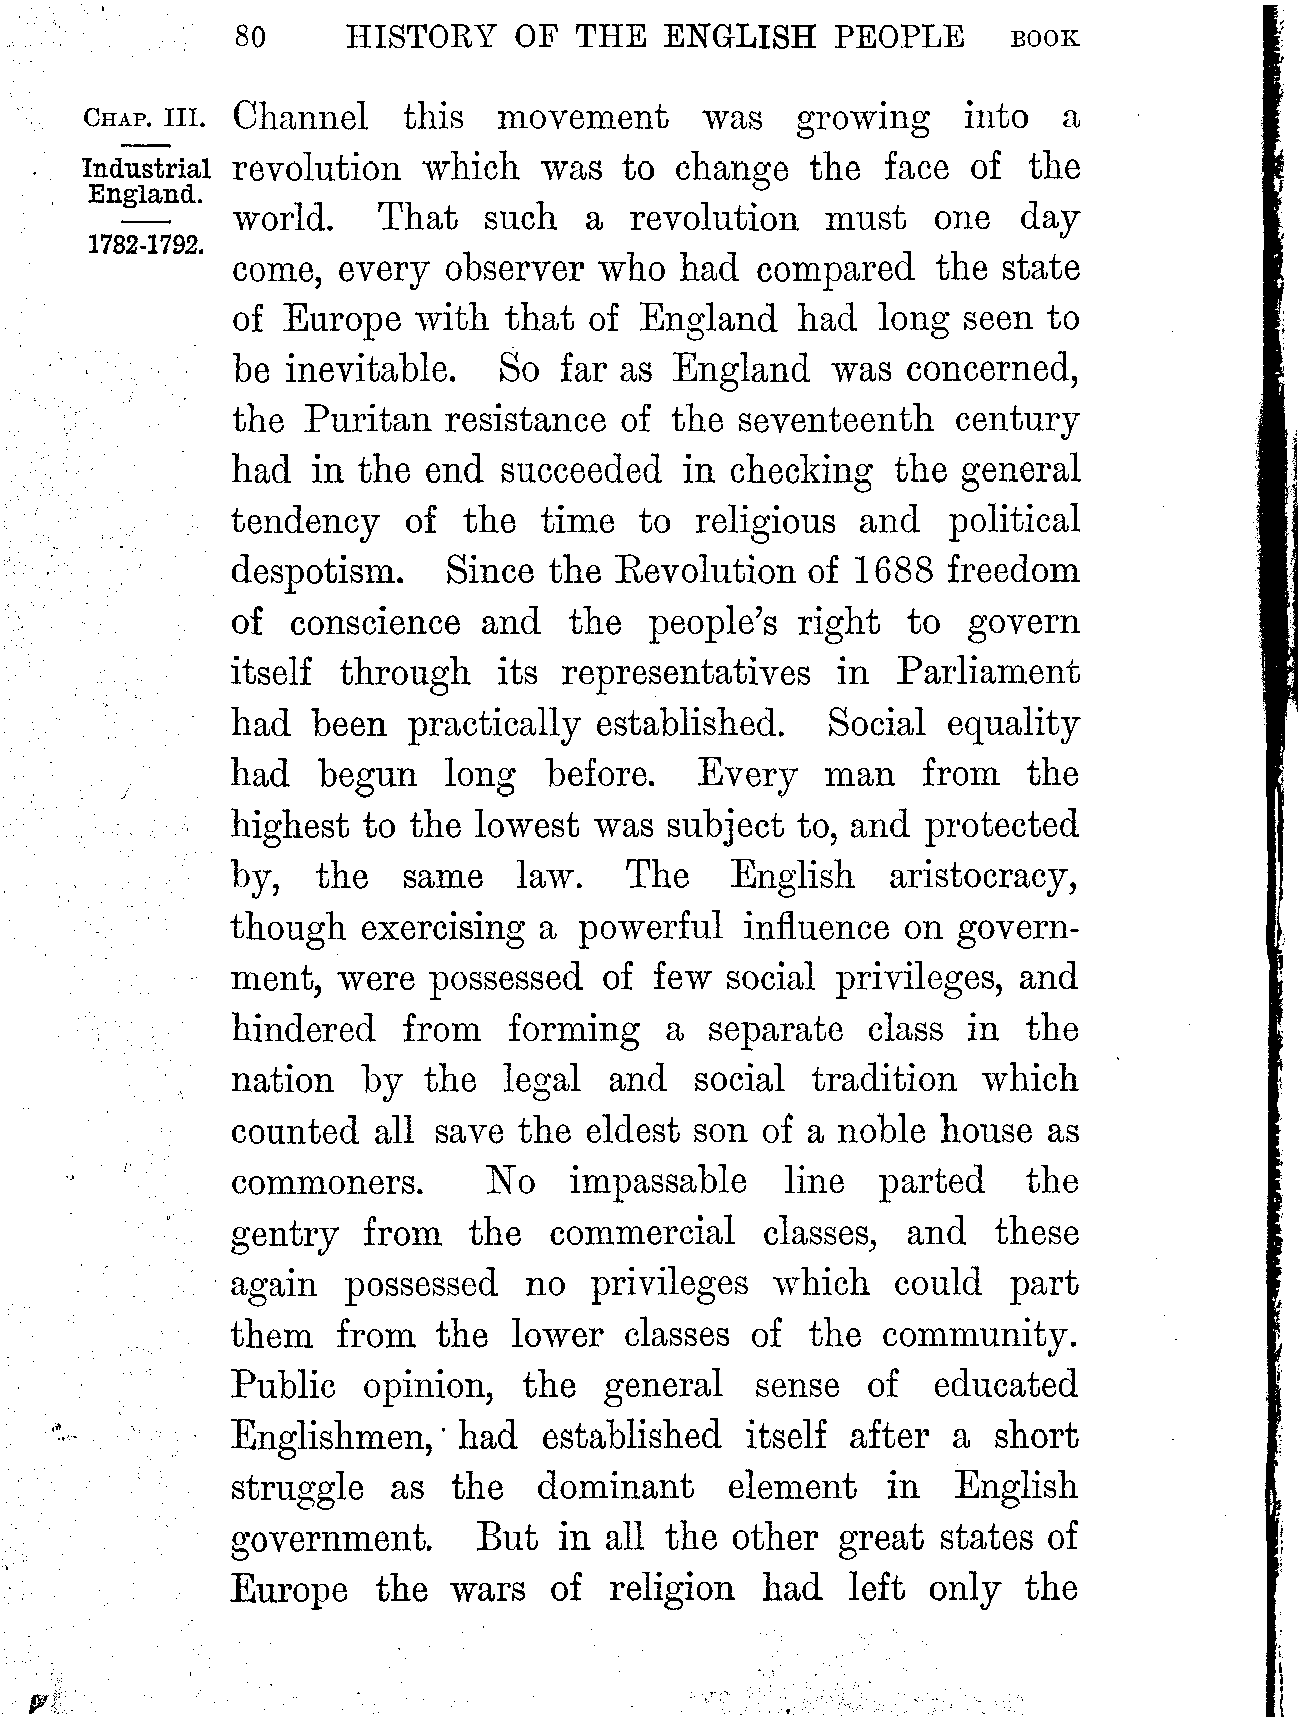 80 HISTORY OF THE ENGLISH PEOPLE BOOK
CHAP. III.
Industrial
England.
1782-1792.
Channel this movement was growing into a
revolution which was to change the face of the
world. That such a revolution must one day
come, every observer who had compared the state
of Europe with that of England had long seen to
be inevitable. So far as England was concerned,
the Puritan resistance of the seventeenth century
had in the end succeeded in checking the general
tendency of the time to religious and political
despotism. Since the Revolution of 1688 freedom
of conscience and the people's right to govern
itself through its representatives in Parliament
had been practically established. Social equality
had begun long before. Every man from the
highest to the lowest was subject to, and protected
by, the same law. The English aristocracy,
though exercising a powerful influence on govern-
ment, were possessed of few social privileges, and
hindered from forming a separate class in the
nation by the legal and social tradition which
counted all save the eldest son of a noble house as
commoners. No impassable line parted the
gentry from the commercial classes, and these
again possessed no privileges which could part
them from the lower classes of the community.
Public opinion, the general sense of educated
Englishmen, had established itself after a short
struggle as the dominant element in English
government. But in all the other great states of
Europe the wars of religion had left only the